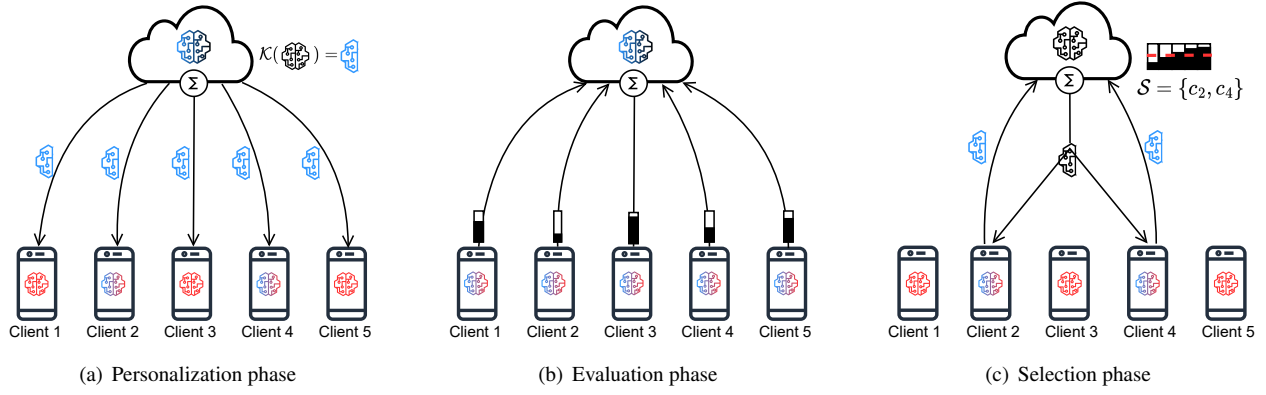 𝒦( ) =
Σ
Client 1 Client 2 Client 3 Client 4 Client 5
(a) Personalization phase
Σ
Client 1 Client 2 Client 3 Client 4 Client 5
(b) Evaluation phase
Σ
𝒮 = {c₂, c₄}
Client 1 Client 2 Client 3 Client 4 Client 5
(c) Selection phase